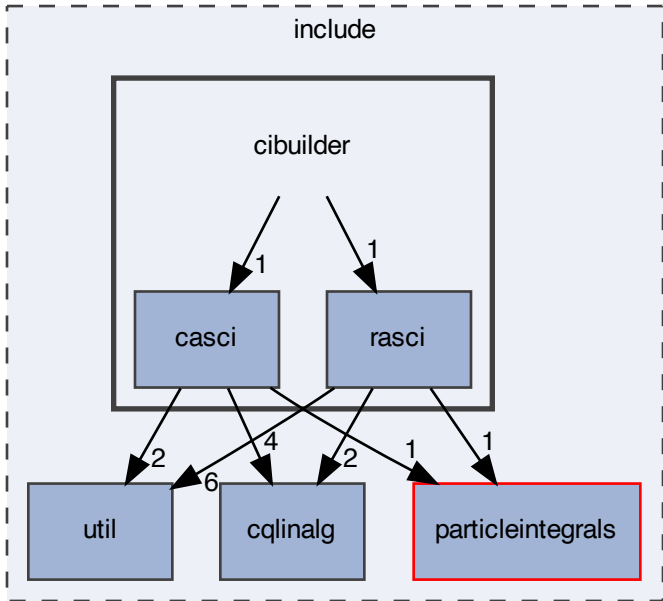 include
cibuilder
1
1
casci
rasci
2
6
4
2
1
1
util
cqlinalg
particleintegrals